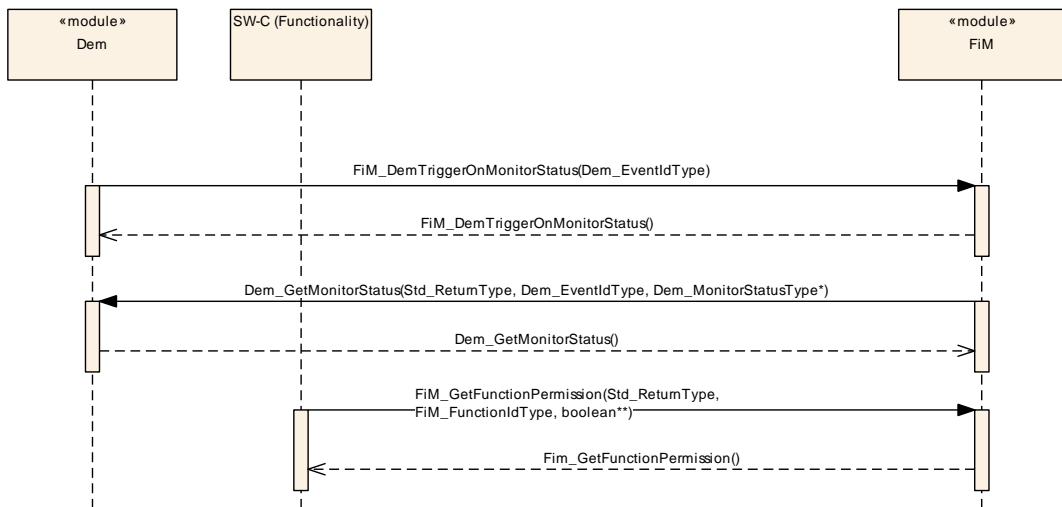 «module»
Dem
SW-C (Functionality)
«module»
FiM
FiM_DemTriggerOnMonitorStatus(Dem_EventIdType)
FiM_DemTriggerOnMonitorStatus()
Dem_GetMonitorStatus(Std_ReturnType, Dem_EventIdType, Dem_MonitorStatusType*)
Dem_GetMonitorStatus()
FiM_GetFunctionPermission(Std_ReturnType,
FiM_FunctionIdType, boolean**)
Fim_GetFunctionPermission()